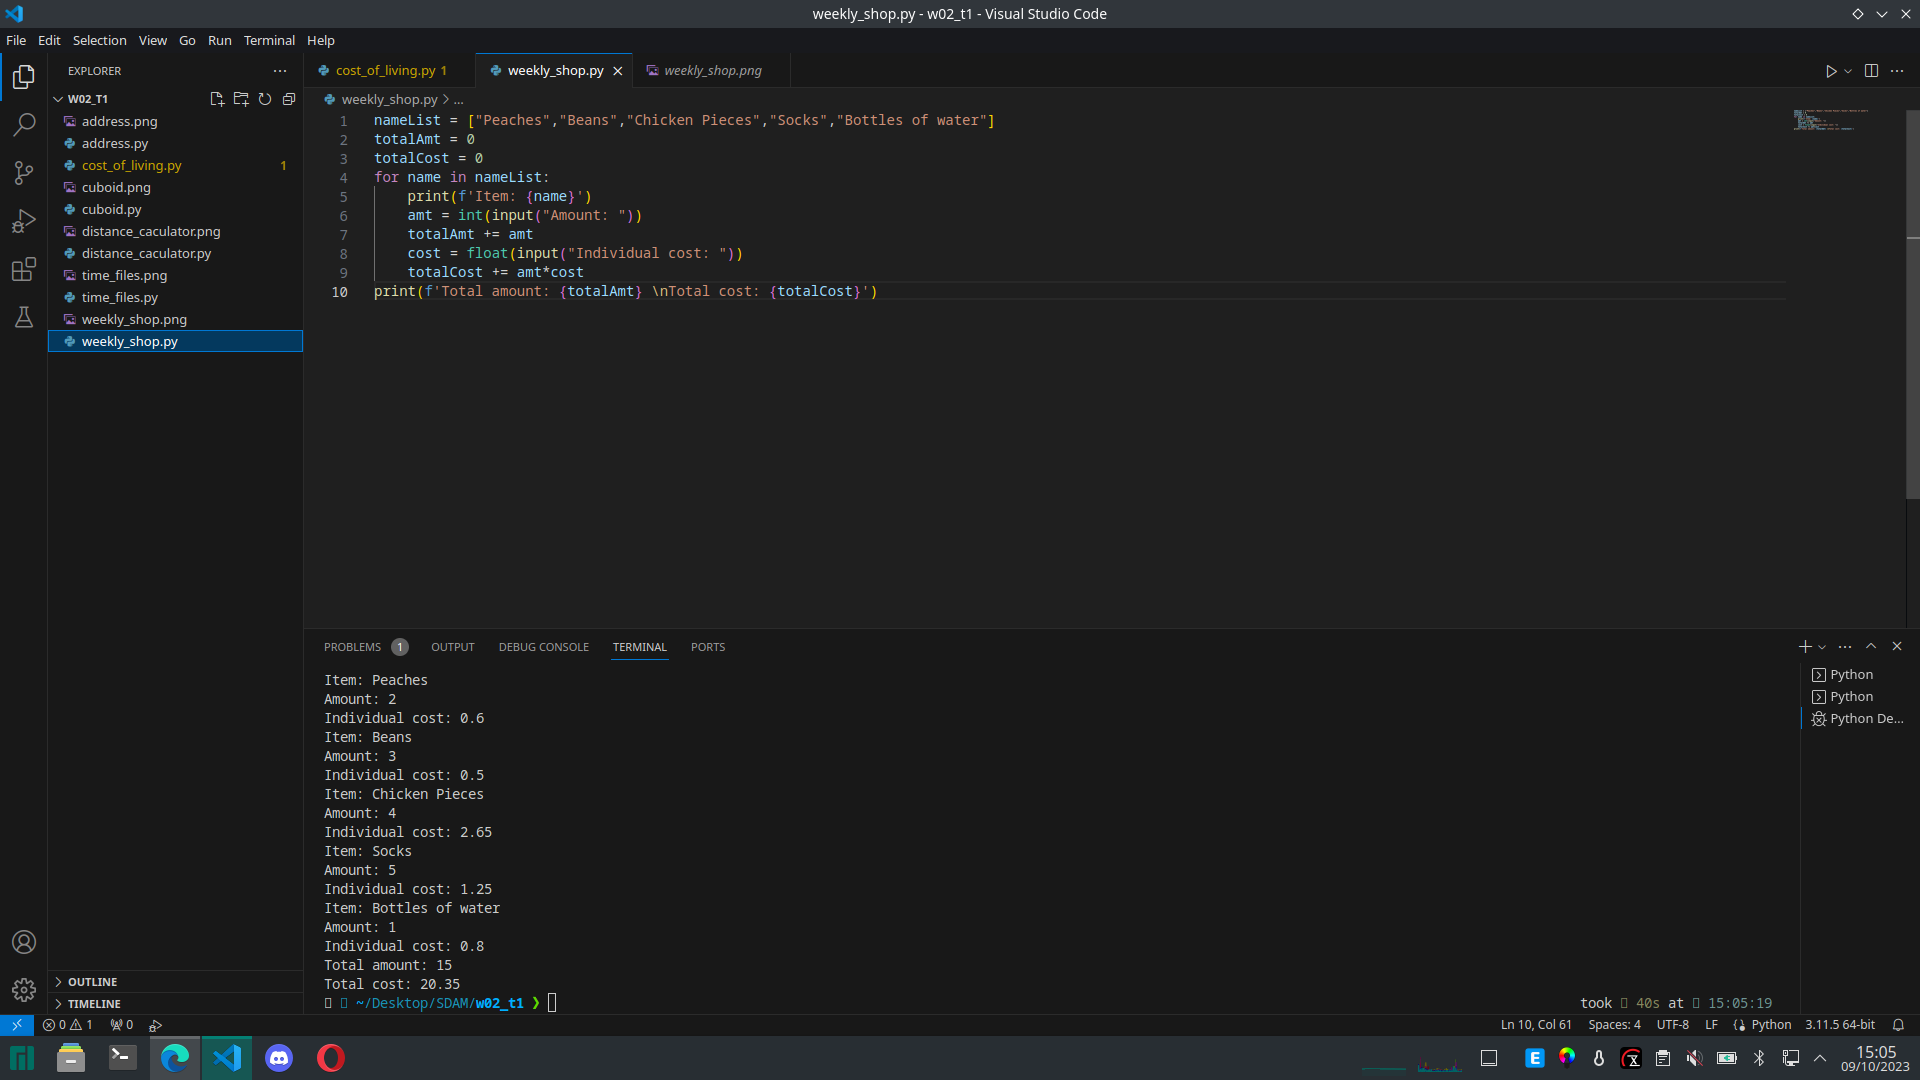 weekly_shop.py - w02_t1 - Visual Studio Code
File Edit Selection View Go Run Terminal Help
EXPLORER
W02_T1
address.png
address.py
cost_of_living.py 1
cuboid.png
cuboid.py
distance_caculator.png
distance_caculator.py
time_files.png
time_files.py
weekly_shop.png
weekly_shop.py
OUTLINE
TIMELINE
cost_of_living.py 1 weekly_shop.py weekly_shop.png
weekly_shop.py > ...
1 nameList = ["Peaches","Beans","Chicken Pieces","Socks","Bottles of water"]
2 totalAmt = 0
3 totalCost = 0
4 for name in nameList:
5     print(f'Item: {name}')
6     amt = int(input("Amount: "))
7     totalAmt += amt
8     cost = float(input("Individual cost: "))
9     totalCost += amt*cost
10 print(f'Total amount: {totalAmt} \nTotal cost: {totalCost}')
PROBLEMS 1 OUTPUT DEBUG CONSOLE TERMINAL PORTS
Item: Peaches
Amount: 2
Individual cost: 0.6
Item: Beans
Amount: 3
Individual cost: 0.5
Item: Chicken Pieces
Amount: 4
Individual cost: 2.65
Item: Socks
Amount: 5
Individual cost: 1.25
Item: Bottles of water
Amount: 1
Individual cost: 0.8
Total amount: 15
Total cost: 20.35
~/Desktop/SDAM/w02_t1 ❯ took 40s at 15:05:19
Python
Python
Python De...
0 1 0 Ln 10, Col 61 Spaces: 4 UTF-8 LF Python 3.11.5 64-bit
E
15:05
09/10/2023